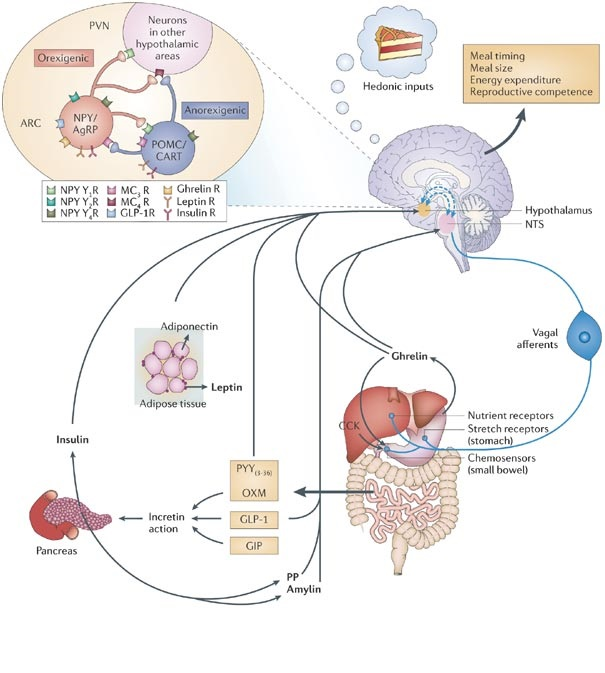 PVN
Neurons
in other
hypothalamic
areas
Orexigenic
Anorexigenic
ARC
NPY/
AgRP
POMC/
CART
NPY Y1R
NPY Y2R
NPY Y4R
MC3 R
MC4 R
GLP-1R
Ghrelin R
Leptin R
Insulin R
Hedonic inputs
Meal timing
Meal size
Energy expenditure
Reproductive competence
Hypothalamus
NTS
Vagal
afferents
Adiponectin
Leptin
Adipose tissue
Ghrelin
Insulin
CCK
Nutrient receptors
Stretch receptors
(stomach)
Chemosensors
(small bowel)
PYY(3-36)
OXM
GLP-1
GIP
Incretin
action
Pancreas
PP
Amylin